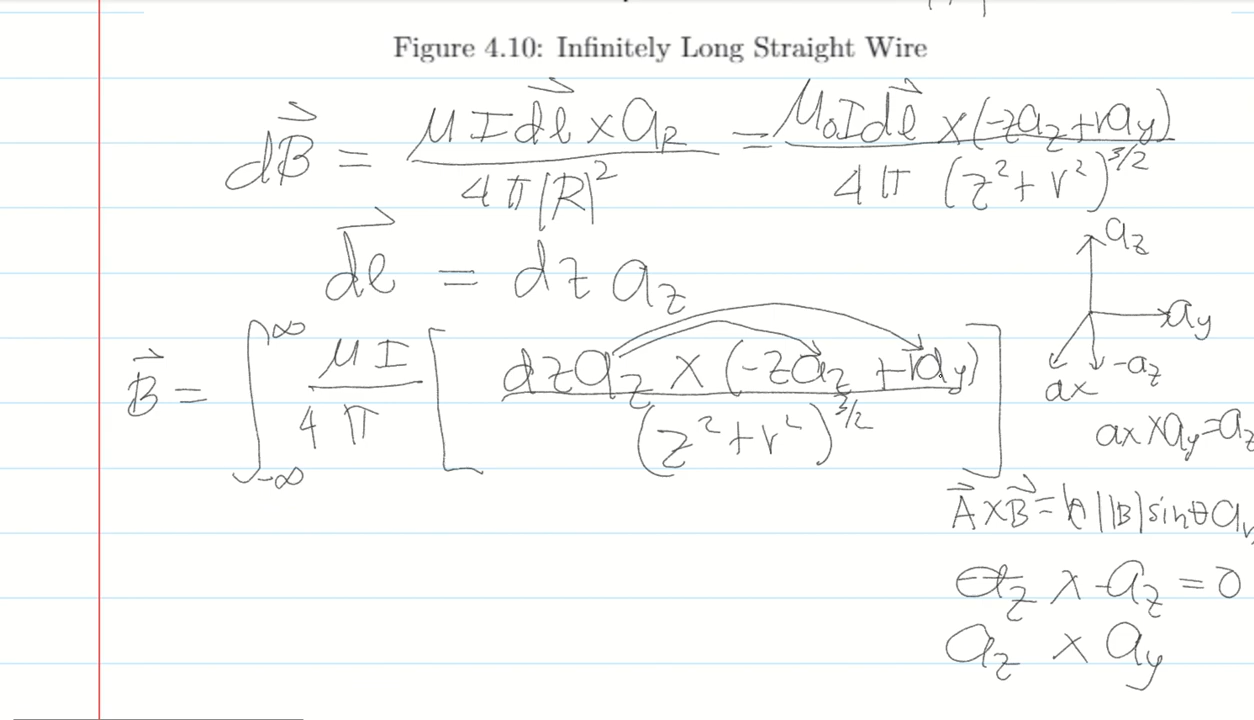 Figure 4.10: Infinitely Long Straight Wire
dB⃗ = μ I dl⃗ × a_R / 4π|R|² = μ₀ I dl⃗ × (-z a_z + r a_y) / 4π (z² + r²)^3/2
dl⃗ = dz a_z
a_z
a_y
-a_z
ax
B⃗ = ∫_-∞^∞ μ I / 4π [ dz a_z × (-z a_z + r a_y) / (z² + r²)^3/2 ]
ax × a_y = a_z
A⃗ × B⃗ = |A||B| sinθ a
a_z × -a_z = 0
a_z × a_y